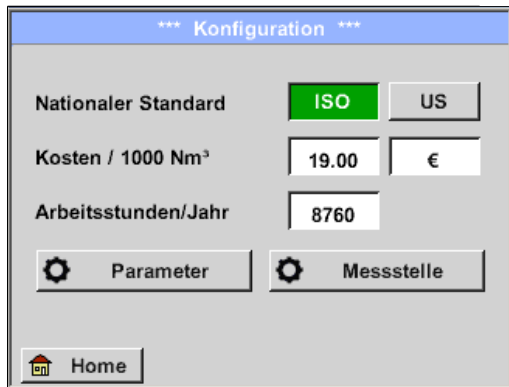 *** Konfiguration ***
Nationaler Standard ISO US
Kosten / 1000 Nm³ 19.00 €
Arbeitsstunden/Jahr 8760
Parameter Messstelle
Home